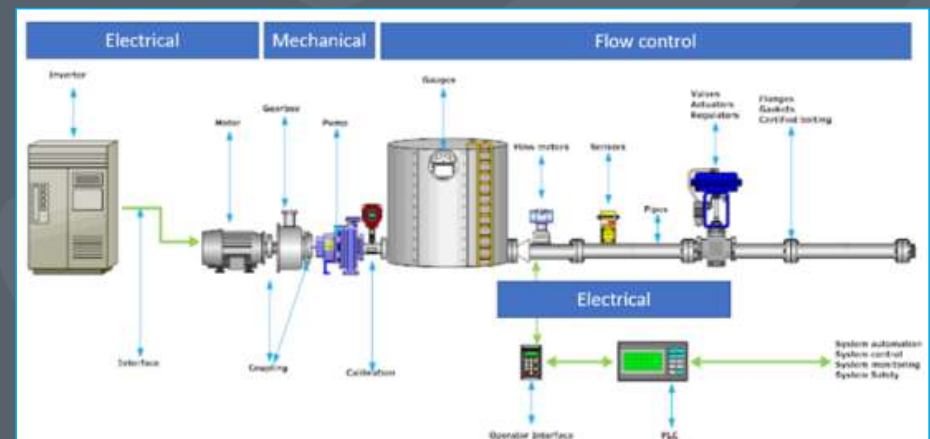 Electrical
Mechanical
Flow control
Inverter
Gauges
Gearbox
Motor
Pump
Valves
Actuators
Regulators
Flanges
Gaskets
Certified bolting
Flow meters
Sensors
Pipes
Electrical
Interface
Coupling
Calibration
System automation
System control
System monitoring
System Safety
Operator Interface
PLC